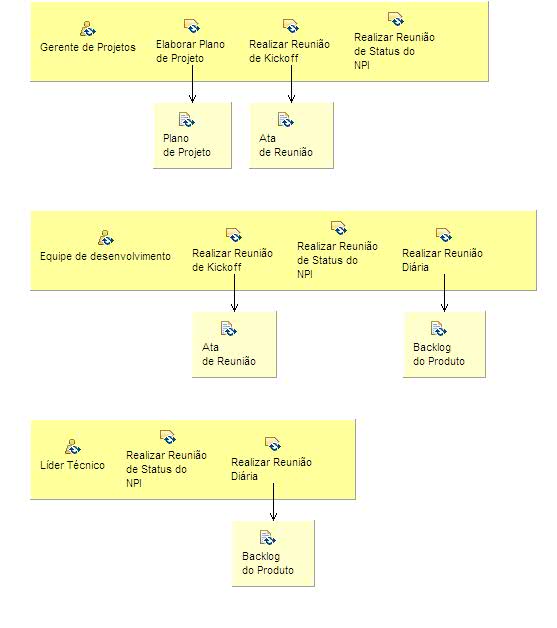 Gerente de Projetos
Elaborar Plano
de Projeto
Realizar Reunião
de Kickoff
Realizar Reunião
de Status do
NPI
Plano
de Projeto
Ata
de Reunião
Equipe de desenvolvimento
Realizar Reunião
de Kickoff
Realizar Reunião
de Status do
NPI
Realizar Reunião
Diária
Ata
de Reunião
Backlog
do Produto
Líder Técnico
Realizar Reunião
de Status do
NPI
Realizar Reunião
Diária
Backlog
do Produto